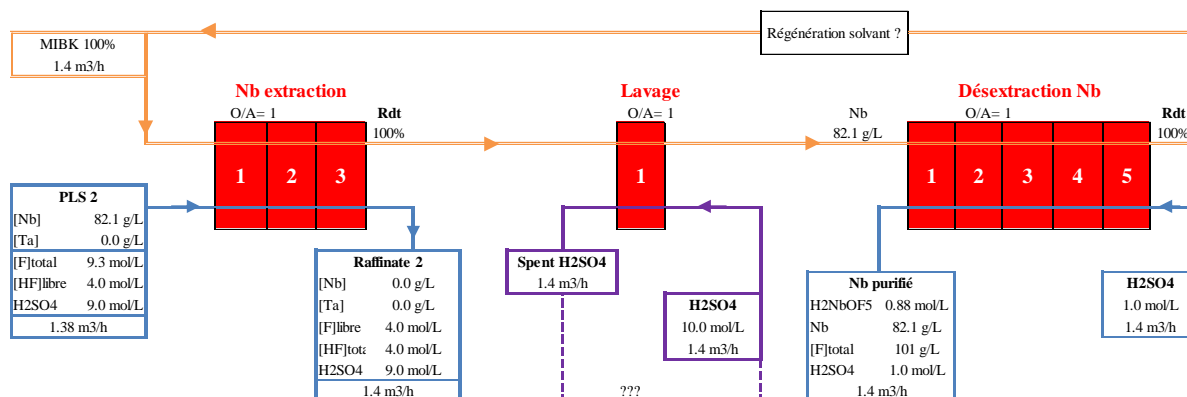 Régénération solvant ?
MIBK 100%
1.4 m3/h
Nb extraction
O/A= 1
Rdt
100%
1 2 3
Lavage
O/A= 1
1
Nb
82.1 g/L
Désextraction Nb
O/A= 1
Rdt
100%
1 2 3 4 5
PLS 2
[Nb] 82.1 g/L
[Ta] 0.0 g/L
[F]total 9.3 mol/L
[HF]libre 4.0 mol/L
H2SO4 9.0 mol/L
1.38 m3/h
Raffinate 2
[Nb] 0.0 g/L
[Ta] 0.0 g/L
[F]libre 4.0 mol/L
[HF]tota 4.0 mol/L
H2SO4 9.0 mol/L
1.4 m3/h
Spent H2SO4
1.4 m3/h
H2SO4
10.0 mol/L
1.4 m3/h
???
Nb purifié
H2NbOF5 0.88 mol/L
Nb 82.1 g/L
[F]total 101 g/L
H2SO4 1.0 mol/L
1.4 m3/h
H2SO4
1.0 mol/L
1.4 m3/h